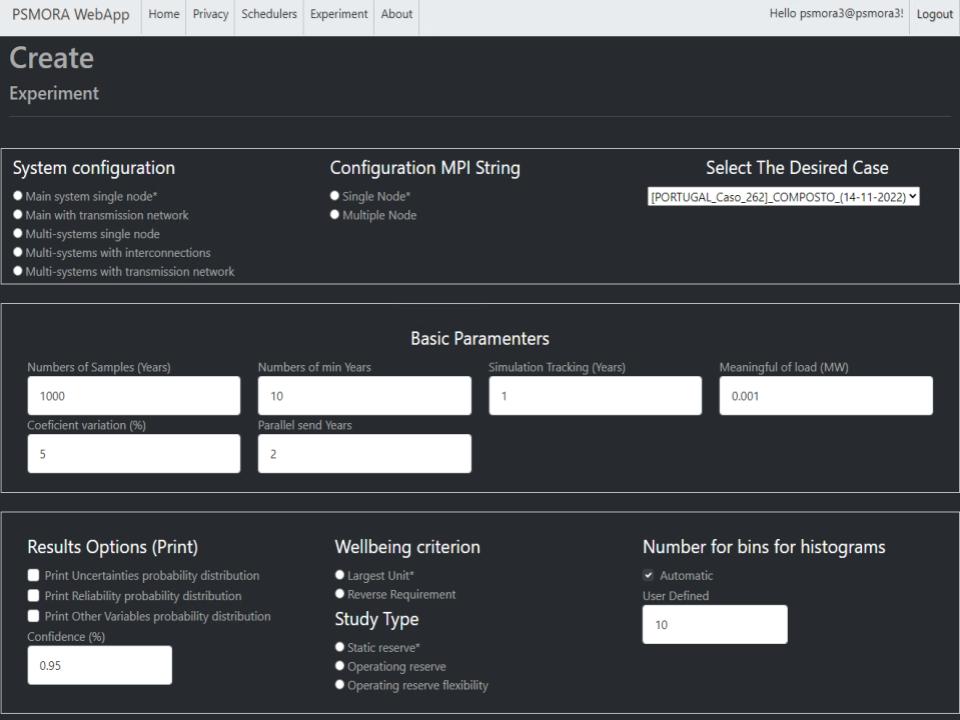 PSMORA WebApp Home Privacy Schedulers Experiment About Hello psmora3@psmora3! Logout
Create
Experiment
System configuration
Main system single node*
Main with transmission network
Multi-systems single node
Multi-systems with interconnections
Multi-systems with transmission network
Configuration MPI String
Single Node*
Multiple Node
Select The Desired Case
[PORTUGAL_Caso_262]_COMPOSTO_(14-11-2022)
Basic Paramenters
Numbers of Samples (Years) Numbers of min Years Simulation Tracking (Years) Meaningful of load (MW)
1000 10 1 0.001
Coeficient variation (%) Parallel send Years
5 2
Results Options (Print)
Print Uncertainties probability distribution
Print Reliability probability distribution
Print Other Variables probability distribution
Confidence (%)
0.95
Wellbeing criterion
Largest Unit*
Reverse Requirement
Study Type
Static reserve*
Operationg reserve
Operating reserve flexibility
Number for bins for histograms
Automatic
User Defined
10